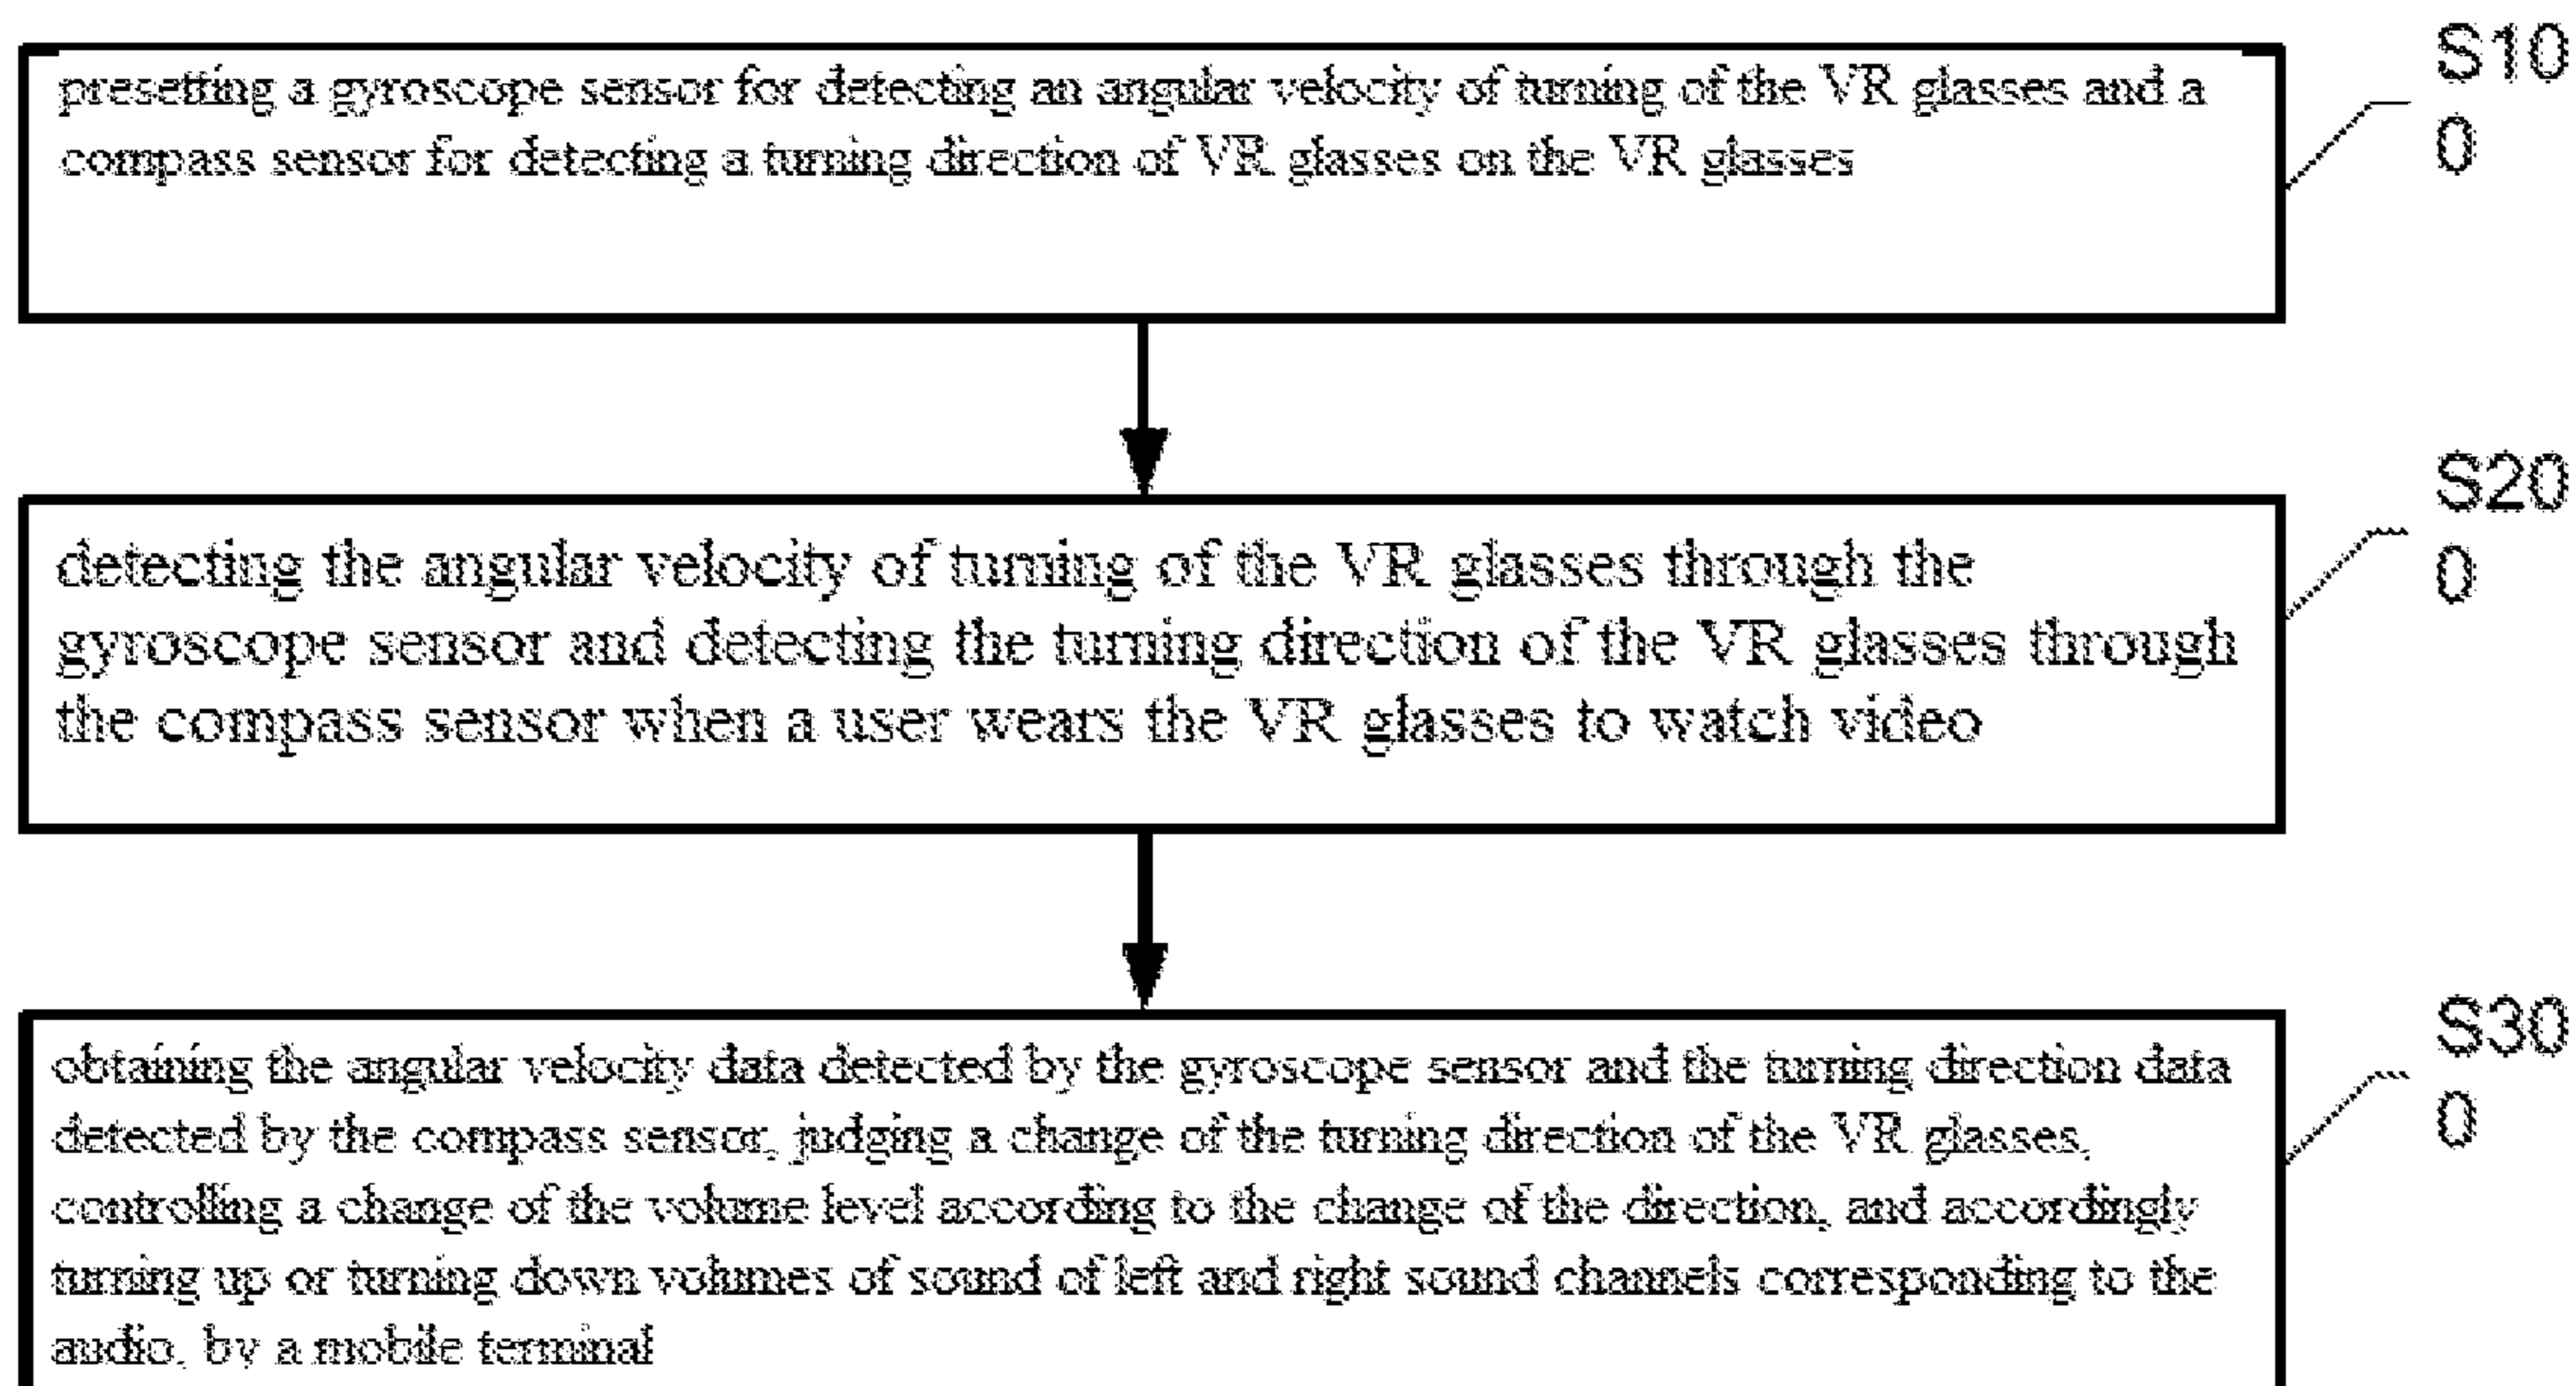 presetting a gyroscope sensor for detecting an angular velocity of turning of the VR glasses and a
compass sensor for detecting a turning direction of VR glasses on the VR glasses
S10
0
detecting the angular velocity of turning of the VR glasses through the
gyroscope sensor and detecting the turning direction of the VR glasses through
the compass sensor when a user wears the VR glasses to watch video
S20
0
obtaining the angular velocity data detected by the gyroscope sensor and the turning direction data
detected by the compass sensor, judging a change of the turning direction of the VR glasses,
controlling a change of the volume level according to the change of the direction, and accordingly
turning up or turning down volumes of sound of left and right sound channels corresponding to the
audio, by a mobile terminal
S30
0